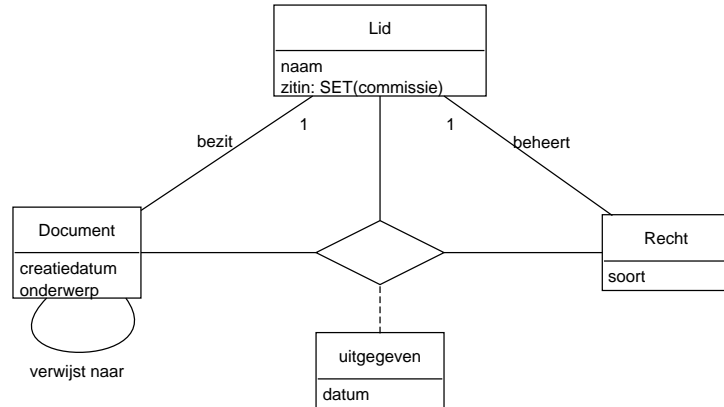 Lid
naam
zitin: SET(commissie)
1
1
bezit
beheert
Document
creatiedatum
onderwerp
Recht
soort
verwijst naar
uitgegeven
datum